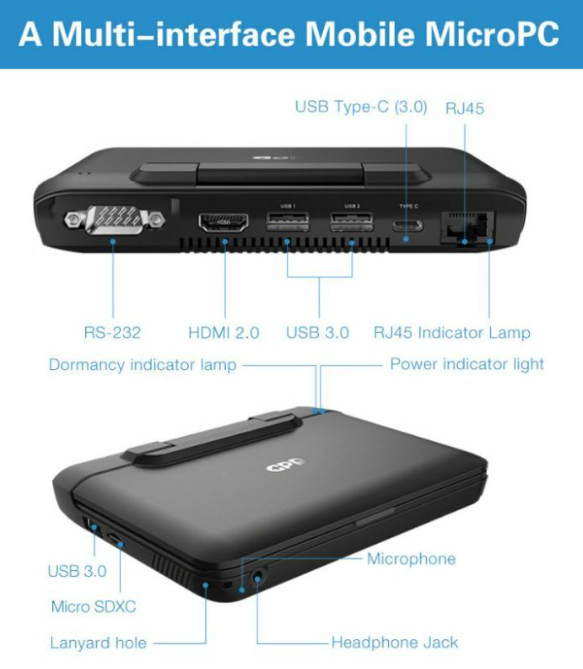 A Multi-interface Mobile MicroPC
USB Type-C (3.0) RJ45
USB 1 USB 2 TYPE C
HDMI
RS-232 HDMI 2.0 USB 3.0 RJ45 Indicator Lamp
Dormancy indicator lamp Power indicator light
GPD
USB 3.0
Microphone
Micro SDXC
Lanyard hole Headphone Jack